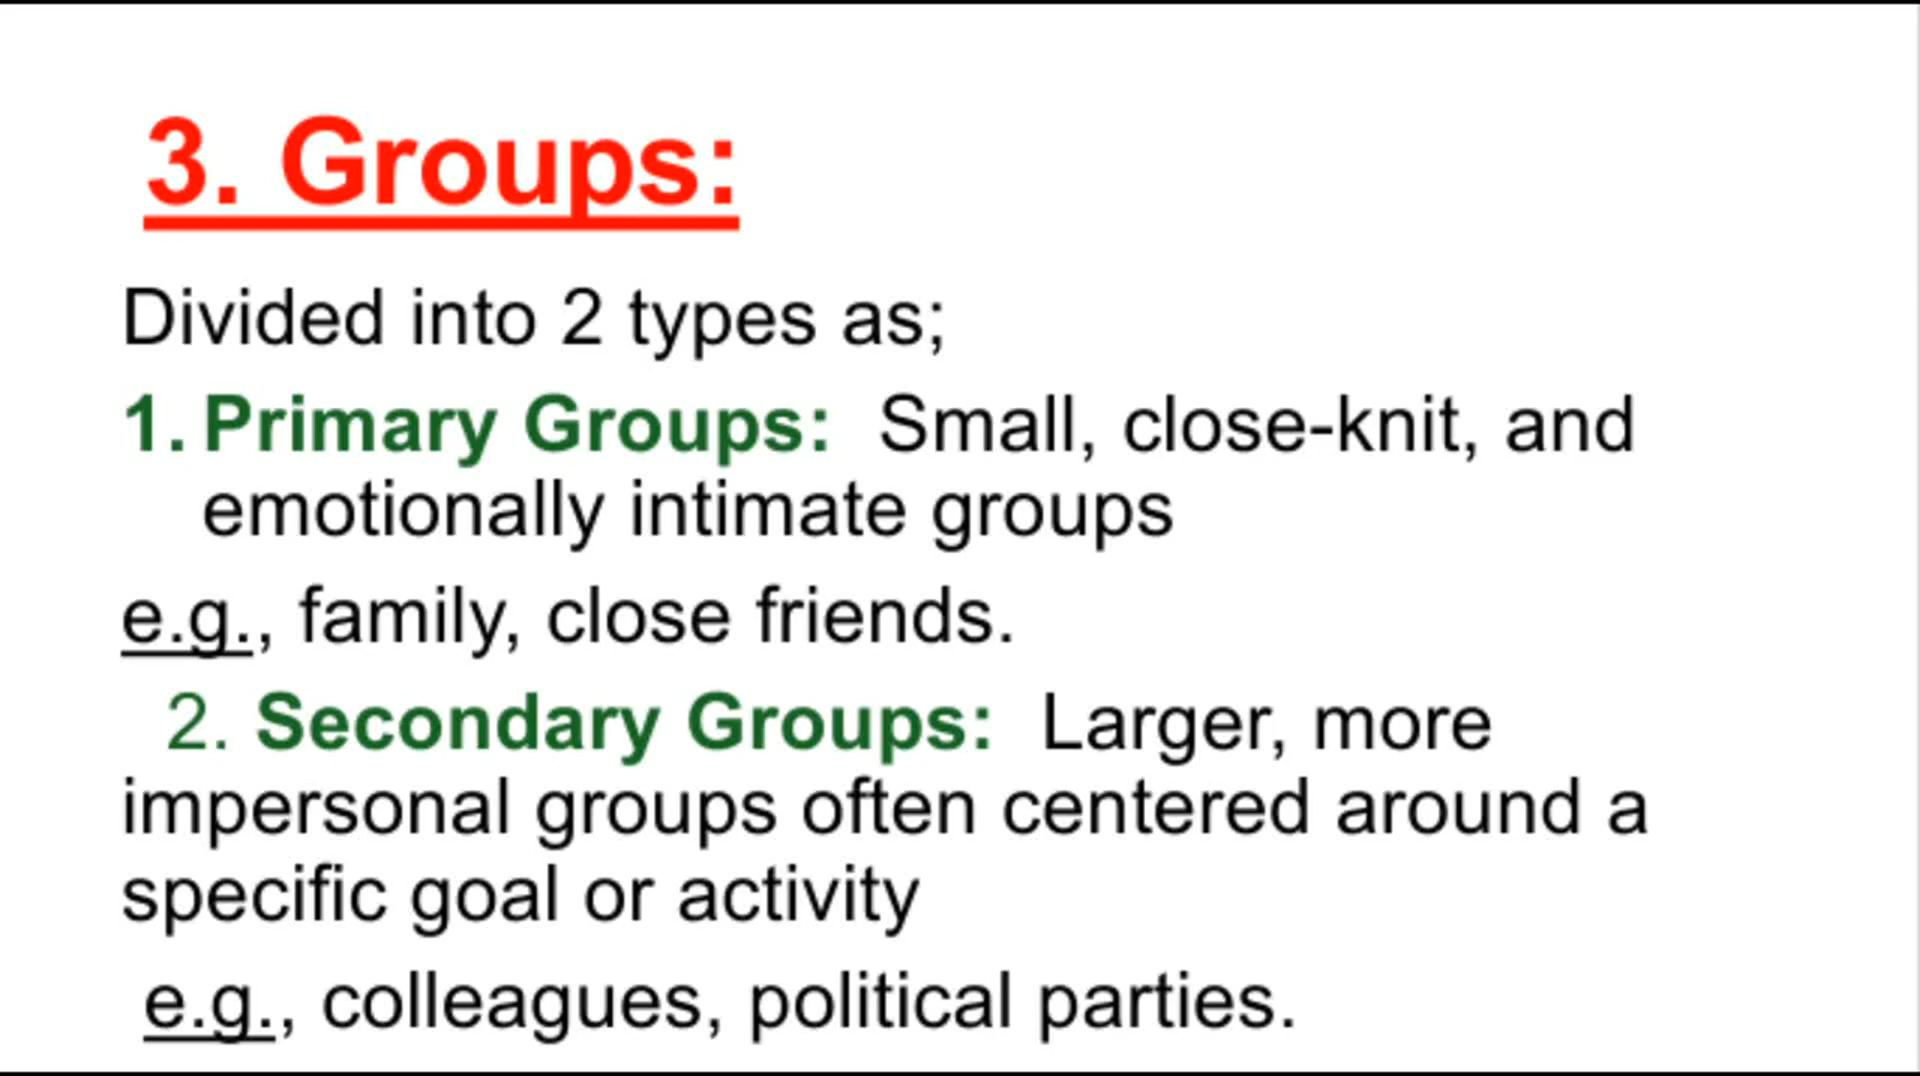 3. Groups:
Divided into 2 types as;
1. Primary Groups: Small, close-knit, and
emotionally intimate groups
e.g., family, close friends.
2. Secondary Groups: Larger, more
impersonal groups often centered around a
specific goal or activity
e.g., colleagues, political parties.